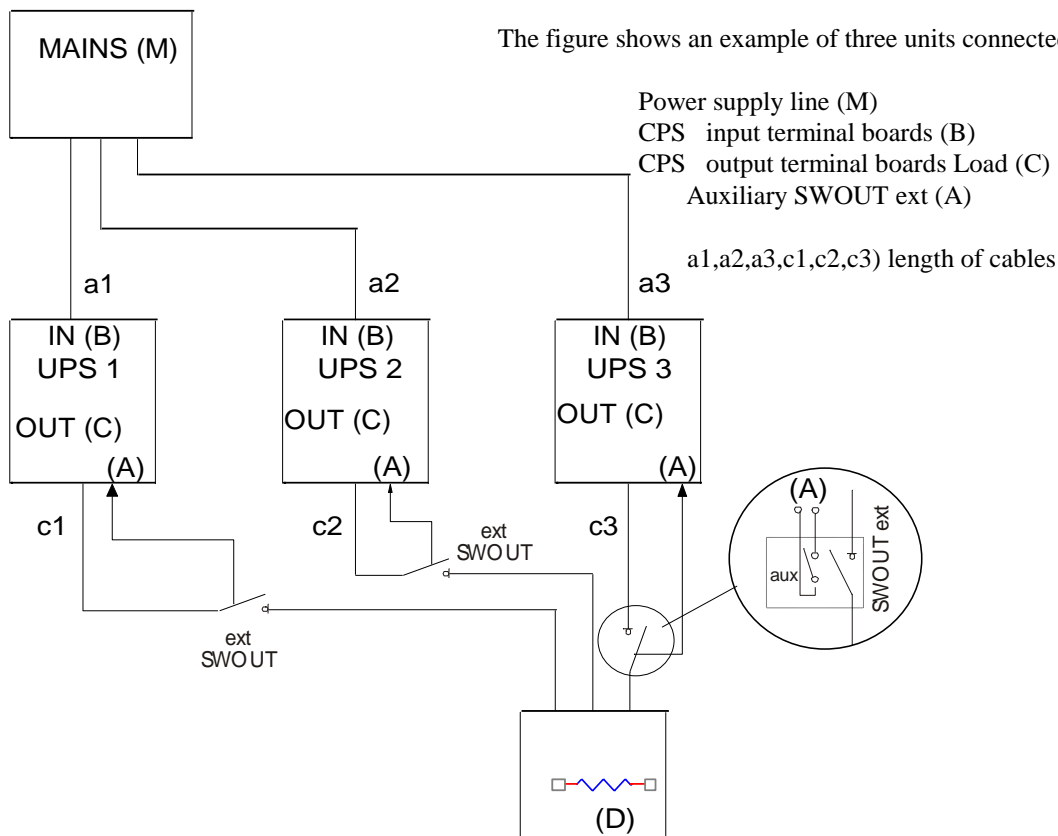 MAINS (M)
The figure shows an example of three units connected
Power supply line (M)
CPS input terminal boards (B)
CPS output terminal boards Load (C)
Auxiliary SWOUT ext (A)
a1,a2,a3,c1,c2,c3) length of cables
a1
a2
a3
IN (B)
UPS 1
OUT (C)
(A)
IN (B)
UPS 2
OUT (C)
(A)
IN (B)
UPS 3
OUT (C)
(A)
c1
c2
c3
ext
SWOUT
ext
SWOUT
(A)
aux
SWOUT ext
(D)